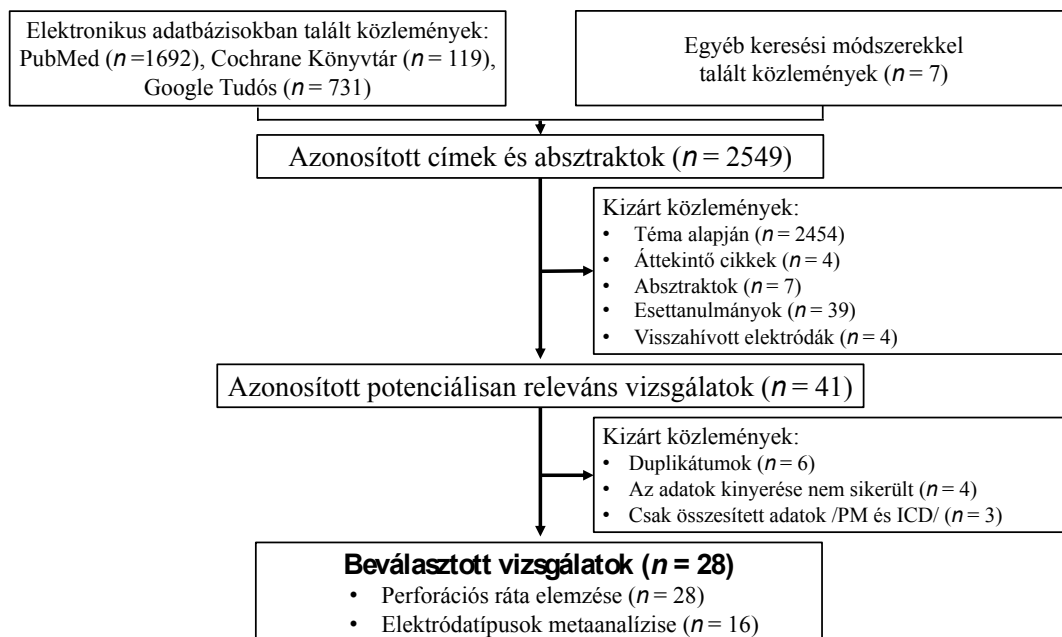 Elektronikus adatbázisokban talált közlemények:
PubMed (n =1692), Cochrane Könyvtár (n = 119),
Google Tudós (n = 731)
Egyéb keresési módszerekkel
talált közlemények (n = 7)
Azonosított címek és absztraktok (n = 2549)
Kizárt közlemények:
• Téma alapján (n = 2454)
• Áttekintő cikkek (n = 4)
• Absztraktok (n = 7)
• Esettanulmányok (n = 39)
• Visszahívott elektródák (n = 4)
Azonosított potenciálisan releváns vizsgálatok (n = 41)
Kizárt közlemények:
• Duplikátumok (n = 6)
• Az adatok kinyerése nem sikerült (n = 4)
• Csak összesített adatok /PM és ICD/ (n = 3)
Beválasztott vizsgálatok (n = 28)
• Perforációs ráta elemzése (n = 28)
• Elektródatípusok metaanalízise (n = 16)